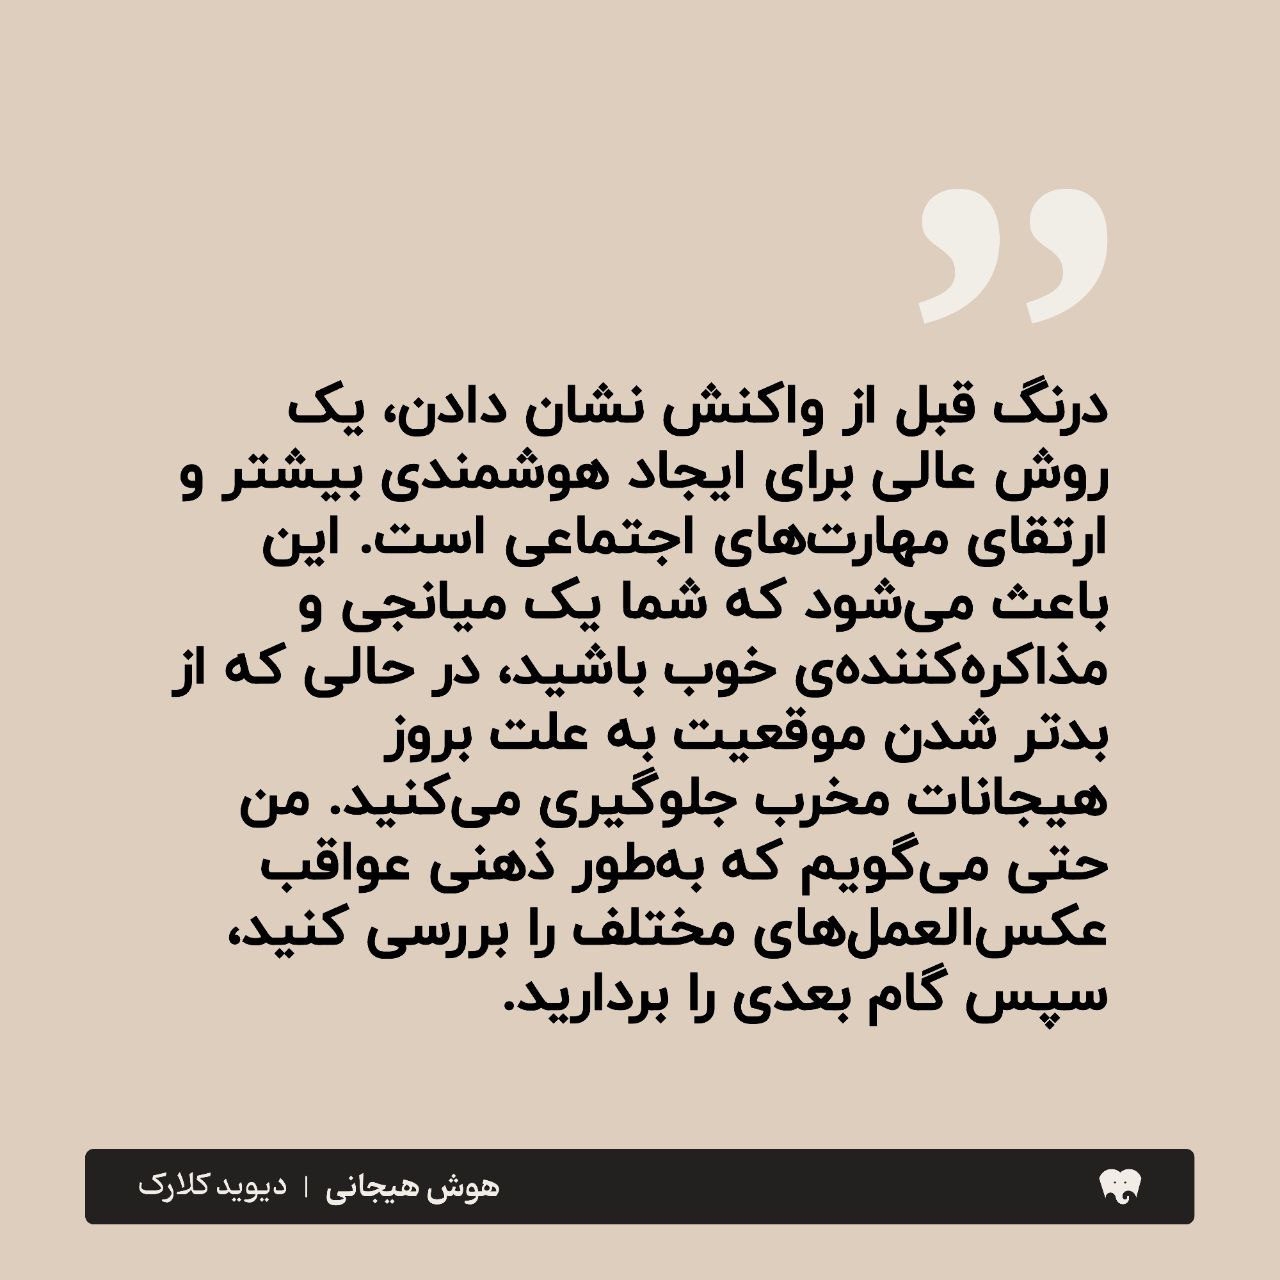 درنگ قبل از واکنش نشان دادن، یک
روش عالی برای ایجاد هوشمندی بیشتر و
ارتقای مهارت‌های اجتماعی است. این
باعث می‌شود که شما یک میانجی و
مذاکره‌کننده‌ی خوب باشید، در حالی که از
بدتر شدن موقعیت به علت بروز
هیجانات مخرب جلوگیری می‌کنید. من
حتی می‌گویم که به‌طور ذهنی عواقب
عکس‌العمل‌های مختلف را بررسی کنید،
سپس گام بعدی را بردارید.
هوش هیجانی | دیوید کلارک